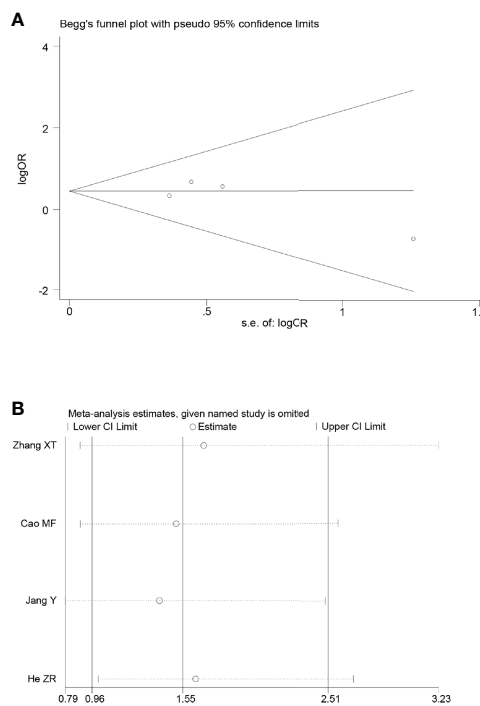 A
Begg's funnel plot with pseudo 95% confidence limits
4
2
0
-2
logOR
0 .5 1 1.
s.e. of: logCR
B
Meta-analysis estimates, given named study is omitted
Lower CI Limit Estimate Upper CI Limit
Zhang XT
Cao MF
Jang Y
He ZR
0.79 0.96 1.55 2.51 3.23